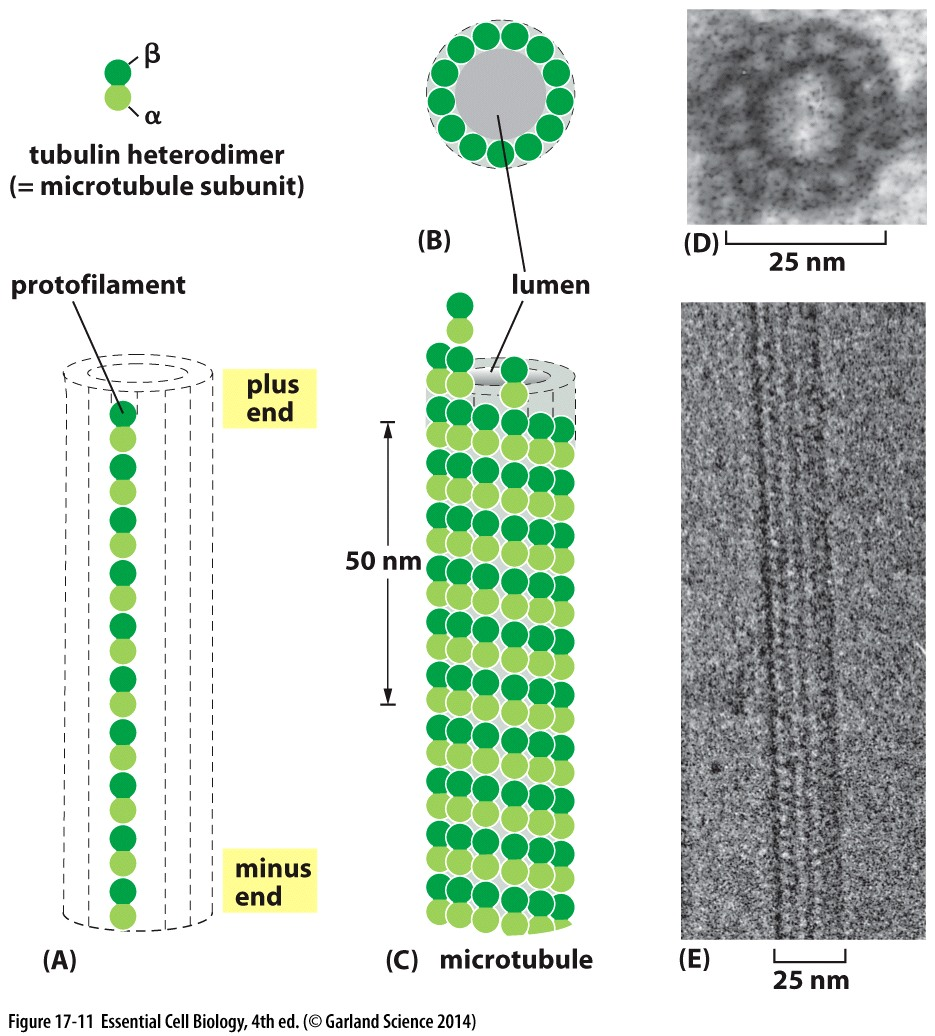 β
α
tubulin heterodimer
(= microtubule subunit)
(B)
(D)
25 nm
protofilament
lumen
plus
end
50 nm
minus
end
(A)
(C) microtubule
(E)
25 nm
Figure 17-11 Essential Cell Biology, 4th ed. (© Garland Science 2014)